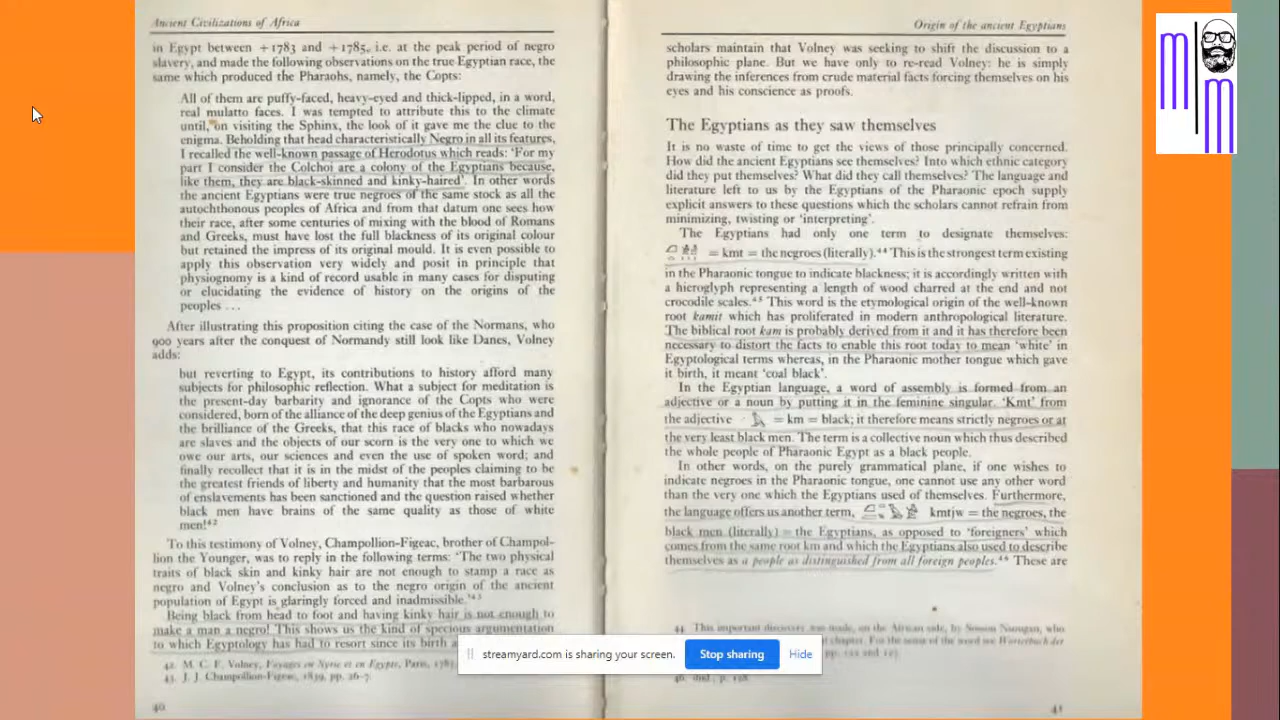 Ancient Civilizations of Africa
in Egypt between +1783 and +1785, i.e. at the peak period of negro
slavery, and made the following observations on the true Egyptian race, the
same which produced the Pharaohs, namely, the Copts:
All of them are puffy-faced, heavy-eyed and thick-lipped, in a word,
real mulatto faces. I was tempted to attribute this to the climate
until, on visiting the Sphinx, the look of it gave me the clue to the
enigma. Beholding that head characteristically Negro in all its features,
I recalled the well-known passage of Herodotus which reads: 'For my
part I consider the Colchoi are a colony of the Egyptians because,
like them, they are black-skinned and kinky-haired'. In other words
the ancient Egyptians were true negroes of the same stock as all the
autochthonous peoples of Africa and from that datum one sees how
their race, after some centuries of mixing with the blood of Romans
and Greeks, must have lost the full blackness of its original colour
but retained the impress of its original mould. It is even possible to
apply this observation very widely and posit in principle that
physiognomy is a kind of record usable in many cases for disputing
or elucidating the evidence of history on the origins of the
peoples ...
After illustrating this proposition citing the case of the Normans, who
900 years after the conquest of Normandy still look like Danes, Volney
adds:
but reverting to Egypt, its contributions to history afford many
subjects for philosophic reflection. What a subject for meditation is
the present-day barbarity and ignorance of the Copts who were
considered, born of the alliance of the deep genius of the Egyptians and
the brilliance of the Greeks, that this race of blacks who nowadays
are slaves and the objects of our scorn is the very one to which we
owe our arts, our sciences and even the use of spoken word; and
finally recollect that it is in the midst of the peoples claiming to be
the greatest friends of liberty and humanity that the most barbarous
of enslavements has been sanctioned and the question raised whether
black men have brains of the same quality as those of white
men!42
To this testimony of Volney, Champollion-Figeac, brother of Champol-
lion the Younger, was to reply in the following terms: 'The two physical
traits of black skin and kinky hair are not enough to stamp a race as
negro and Volney's conclusion as to the negro origin of the ancient
population of Egypt is glaringly forced and inadmissible.'43
Being black from head to foot and having kinky hair is not enough to
make a man a negro! This shows us the kind of specious argumentation
to which Egyptology has had to resort since its birth
42. M. C. F. Volney, Voyages en Syrie et en Egypte, Paris,
43. J. J. Champollion-Figeac, 1839, pp. 26-7.
40
Origin of the ancient Egyptians
scholars maintain that Volney was seeking to shift the discussion to a
philosophic plane. But we have only to re-read Volney: he is simply
drawing the inferences from crude material facts forcing themselves on his
eyes and his conscience as proofs.
The Egyptians as they saw themselves
It is no waste of time to get the views of those principally concerned.
How did the ancient Egyptians see themselves? Into which ethnic category
did they put themselves? What did they call themselves? The language and
literature left to us by the Egyptians of the Pharaonic epoch supply
explicit answers to these questions which the scholars cannot refrain from
minimizing, twisting or 'interpreting'.
The Egyptians had only one term to designate themselves:
= kmt = the negroes (literally).44 This is the strongest term existing
in the Pharaonic tongue to indicate blackness; it is accordingly written with
a hieroglyph representing a length of wood charred at the end and not
crocodile scales.45 This word is the etymological origin of the well-known
root kamit which has proliferated in modern anthropological literature.
The biblical root kam is probably derived from it and it has therefore been
necessary to distort the facts to enable this root today to mean 'white' in
Egyptological terms whereas, in the Pharaonic mother tongue which gave
it birth, it meant 'coal black'.
In the Egyptian language, a word of assembly is formed from an
adjective or a noun by putting it in the feminine singular. 'Kmt' from
the adjective = km = black; it therefore means strictly negroes or at
the very least black men. The term is a collective noun which thus described
the whole people of Pharaonic Egypt as a black people.
In other words, on the purely grammatical plane, if one wishes to
indicate negroes in the Pharaonic tongue, one cannot use any other word
than the very one which the Egyptians used of themselves. Furthermore,
the language offers us another term, kmtjw = the negroes, the
black men (literally) = the Egyptians, as opposed to 'foreigners' which
comes from the same root km and which the Egyptians also used to describe
themselves as a people as distinguished from all foreign peoples.46 These are
44. This important discovery was made, on the African side, by Sossou Nsougan, who
chapter. For the sense of the word see Wörterbuch der
46. ibid., p. 128.
41
streamyard.com is sharing your screen.
Stop sharing
Hide
M M